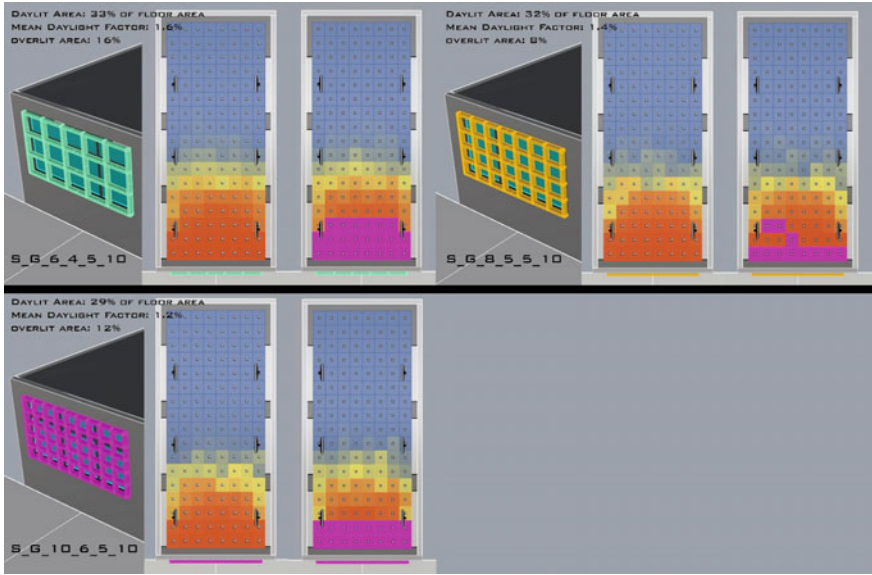 Daylit Area: 33% of floor area
Mean Daylight Factor: 1.6%
overlit area: 16%
S_G_6_4_5_10
Daylit Area: 32% of floor area
Mean Daylight Factor: 1.4%
overlit area: 8%
S_G_8_5_5_10
Daylit Area: 29% of floor area
Mean Daylight Factor: 1.2%
overlit area: 12%
S_G_10_6_5_10